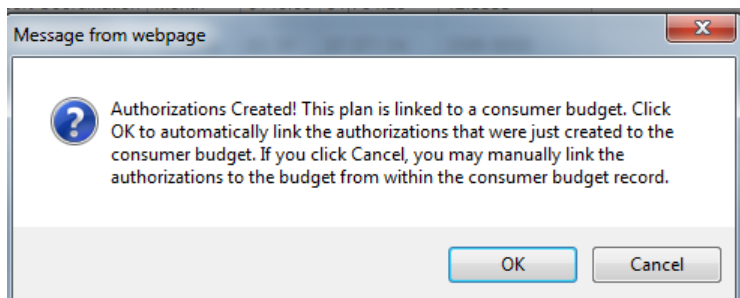 Message from webpage
Authorizations Created! This plan is linked to a consumer budget. Click
OK to automatically link the authorizations that were just created to the
consumer budget. If you click Cancel, you may manually link the
authorizations to the budget from within the consumer budget record.
OK Cancel